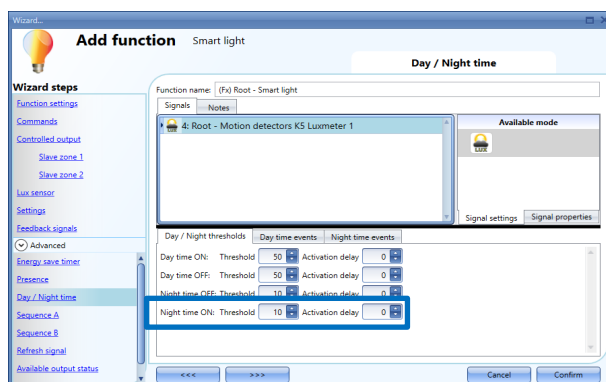 Wizard...
Add function Smart light
Day / Night time
Wizard steps
Function settings
Commands
Controlled output
Slave zone 1
Slave zone 2
Lux sensor
Settings
Feedback signals
Advanced
Energy save timer
Presence
Day / Night time
Sequence A
Sequence B
Refresh signal
Available output status
Function name: (Fx) Root - Smart light
Signals Notes
LUX 4: Root - Motion detectors K5 Luxmeter 1
Available mode
LUX
Signal settings Signal properties
Day / Night thresholds Day time events Night time events
Day time ON: Threshold 50 Activation delay 0
Day time OFF: Threshold 50 Activation delay 0
Night time OFF: Threshold 10 Activation delay 0
Night time ON: Threshold 10 Activation delay 0
<<< >>> Cancel Confirm